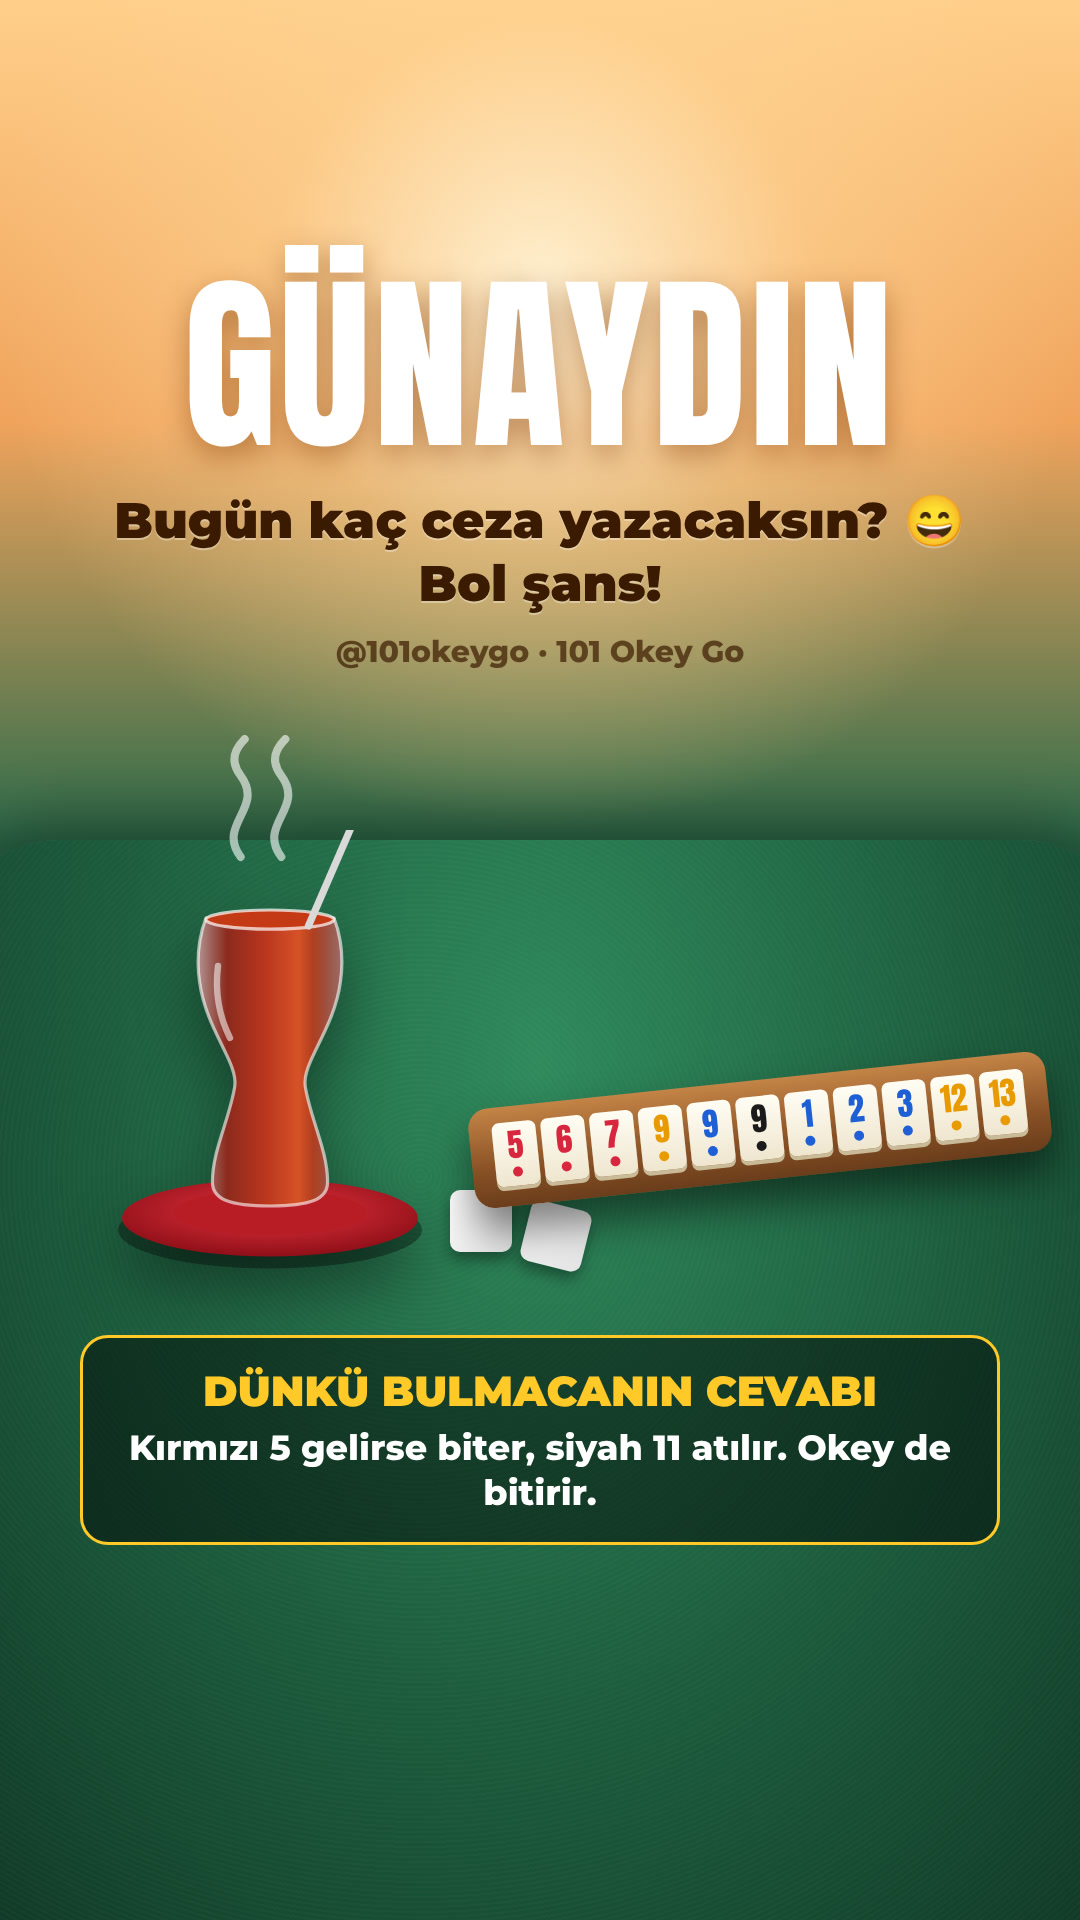 GÜNAYDIN
Bugün kaç ceza yazacaksın? 😄
Bol şans!
@101okeygo · 101 Okey Go
5 6 7 9 9 9 1 2 3 12 13
DÜNKÜ BULMACANIN CEVABI
Kırmızı 5 gelirse biter, siyah 11 atılır. Okey de
bitirir.